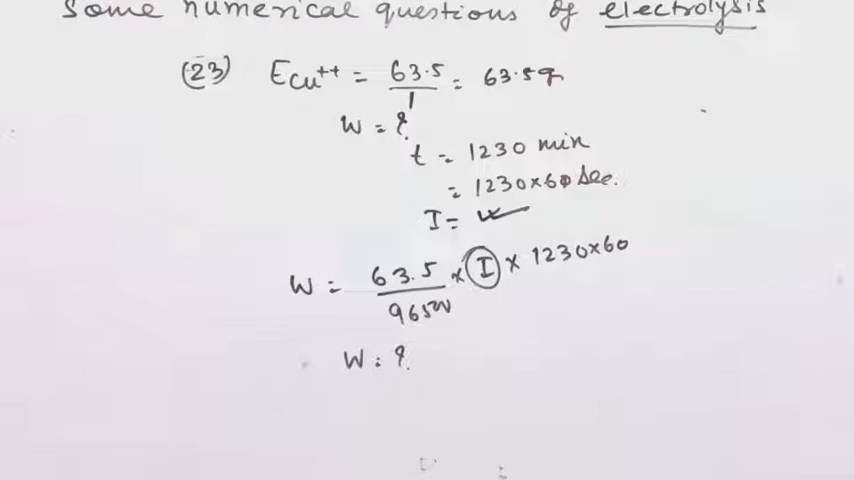 Some numerical questions of electrolysis
(23) E Cu++ = 63.5/1 = 63.5g
W = ?
t = 1230 min
= 1230×60 sec.
I = ✓
W = 63.5/96500 × I × 1230×60
W = ?